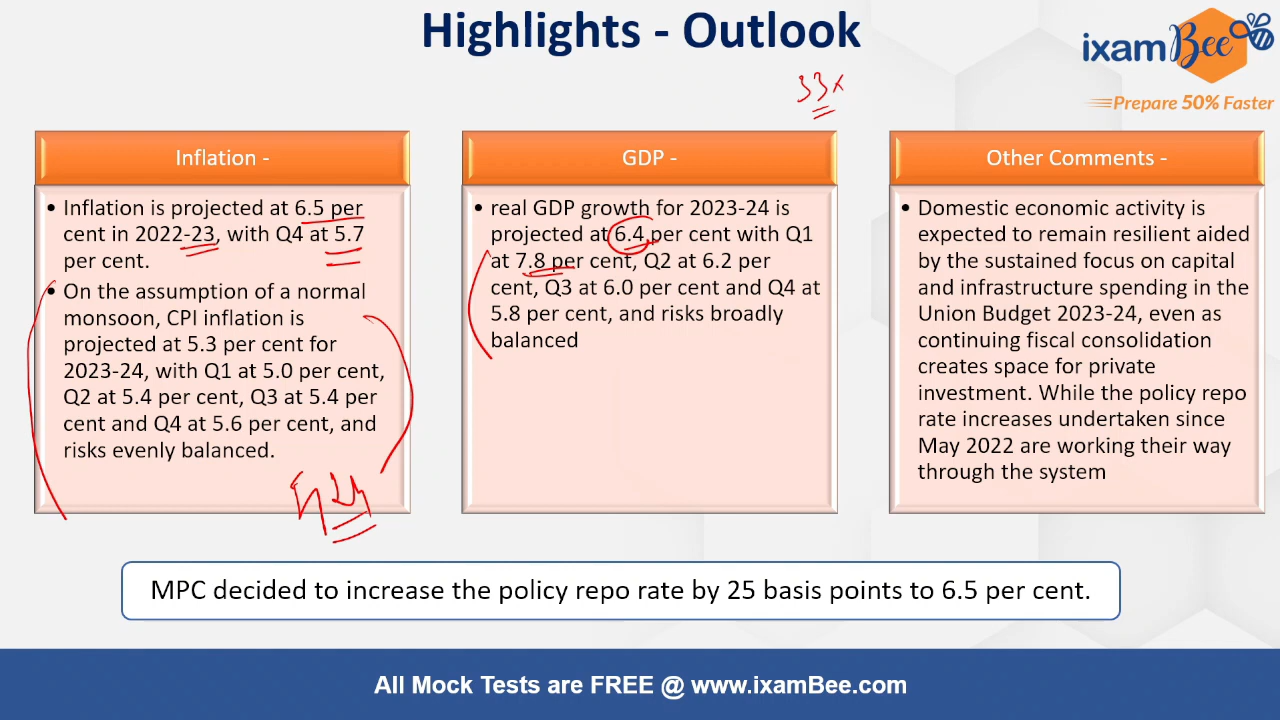 Highlights - Outlook
ixamBee
Prepare 50% Faster
Inflation -
• Inflation is projected at 6.5 per
cent in 2022-23, with Q4 at 5.7
per cent.
• On the assumption of a normal
monsoon, CPI inflation is
projected at 5.3 per cent for
2023-24, with Q1 at 5.0 per cent,
Q2 at 5.4 per cent, Q3 at 5.4 per
cent and Q4 at 5.6 per cent, and
risks evenly balanced.
GDP -
• real GDP growth for 2023-24 is
projected at 6.4 per cent with Q1
at 7.8 per cent, Q2 at 6.2 per
cent, Q3 at 6.0 per cent and Q4 at
5.8 per cent, and risks broadly
balanced
Other Comments -
• Domestic economic activity is
expected to remain resilient aided
by the sustained focus on capital
and infrastructure spending in the
Union Budget 2023-24, even as
continuing fiscal consolidation
creates space for private
investment. While the policy repo
rate increases undertaken since
May 2022 are working their way
through the system
MPC decided to increase the policy repo rate by 25 basis points to 6.5 per cent.
All Mock Tests are FREE @ www.ixamBee.com